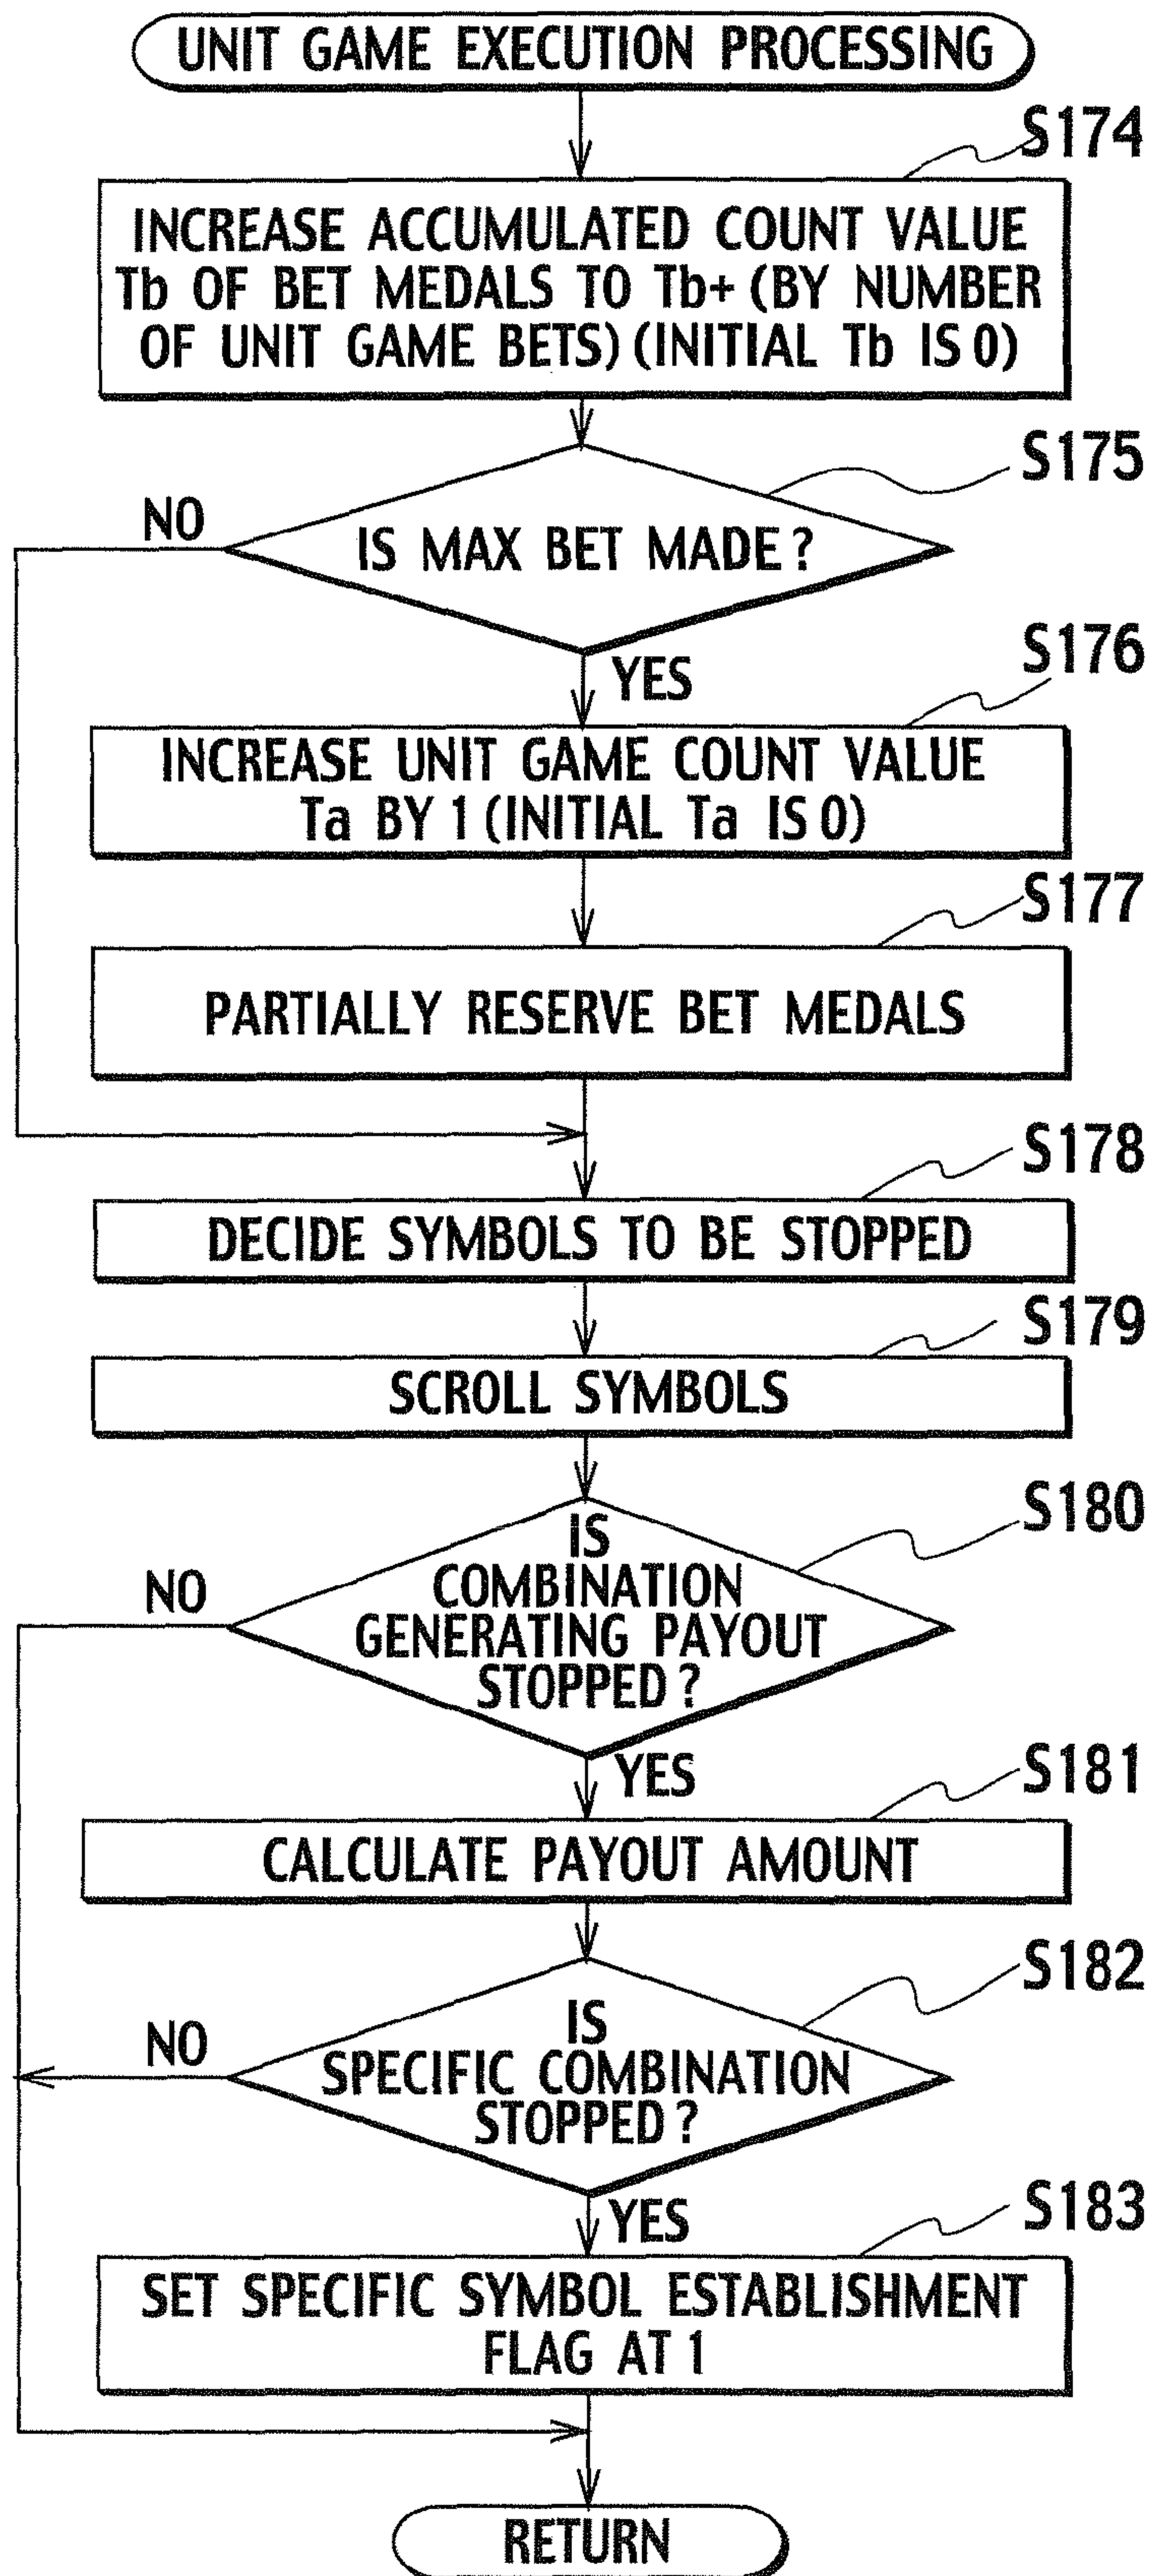 UNIT GAME EXECUTION PROCESSING
S174
INCREASE ACCUMULATED COUNT VALUE
Tb OF BET MEDALS TO Tb+(BY NUMBER
OF UNIT GAME BETS)(INITIAL Tb IS 0)
S175
NO
IS MAX BET MADE?
YES
S176
INCREASE UNIT GAME COUNT VALUE
Ta BY 1 (INITIAL Ta IS 0)
S177
PARTIALLY RESERVE BET MEDALS
S178
DECIDE SYMBOLS TO BE STOPPED
S179
SCROLL SYMBOLS
S180
NO
IS
COMBINATION
GENERATING PAYOUT
STOPPED?
YES
S181
CALCULATE PAYOUT AMOUNT
S182
NO
IS
SPECIFIC COMBINATION
STOPPED?
YES
S183
SET SPECIFIC SYMBOL ESTABLISHMENT
FLAG AT 1
RETURN